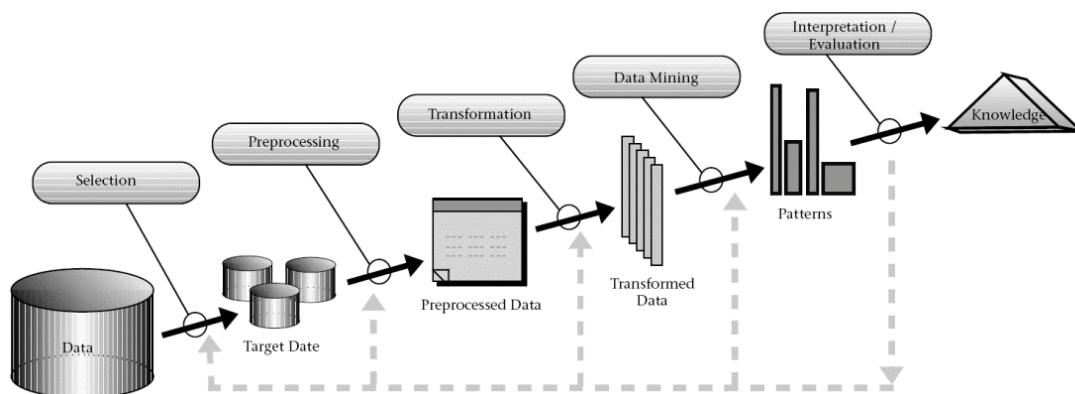 Interpretation /
Evaluation
Data Mining
Transformation
Preprocessing
Selection
Data
Target Date
Preprocessed Data
Transformed
Data
Patterns
Knowledge